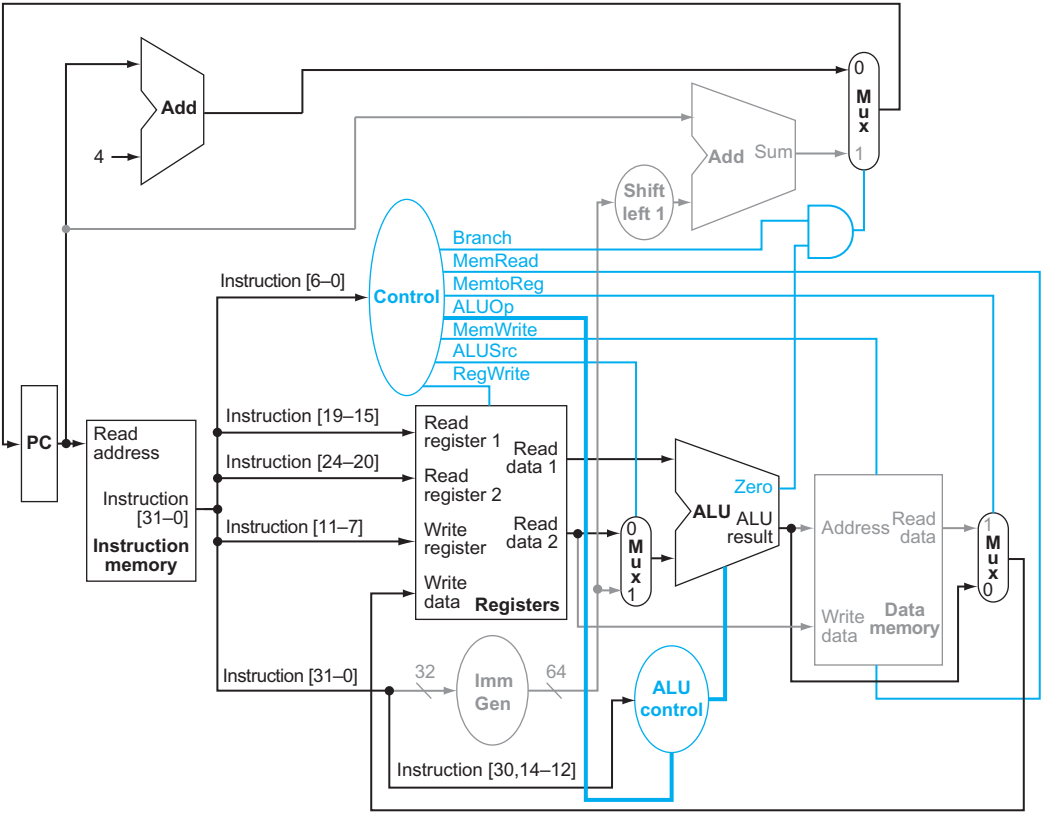 0
M
u
x
1
Add
4
Add
Sum
Shift
left 1
Branch
MemRead
MemtoReg
ALUOp
MemWrite
ALUSrc
RegWrite
Control
Instruction [6–0]
PC
Read
address
Instruction
[31–0]
Instruction
memory
Instruction [19–15]
Instruction [24–20]
Instruction [11–7]
Instruction [31–0]
Read
register 1
Read
register 2
Write
register
Write
data
Read
data 1
Read
data 2
Registers
0
M
u
x
1
Zero
ALU
ALU
result
Address
Read
data
Write
data
Data
memory
1
M
u
x
0
32
Imm
Gen
64
ALU
control
Instruction [30,14–12]